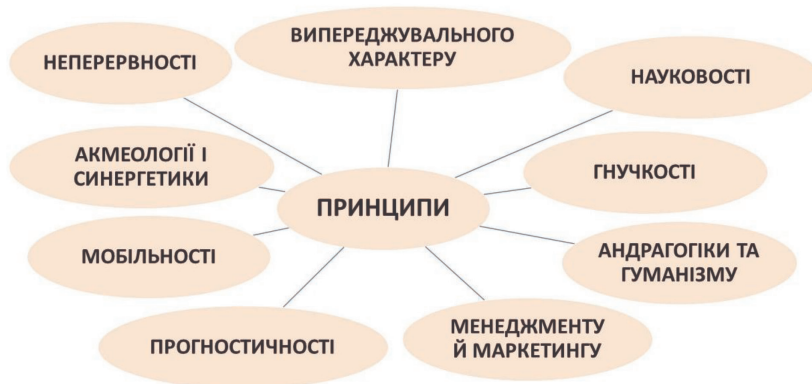 ВИПЕРЕДЖУВАЛЬНОГО
ХАРАКТЕРУ
НЕПЕРЕРВНОСТІ
НАУКОВОСТІ
АКМЕОЛОГІЇ І
СИНЕРГЕТИКИ
ГНУЧКОСТІ
ПРИНЦИПИ
МОБІЛЬНОСТІ
АНДРАГОГІКИ ТА
ГУМАНІЗМУ
ПРОГНОСТИЧНОСТІ
МЕНЕДЖМЕНТУ
Й МАРКЕТИНГУ